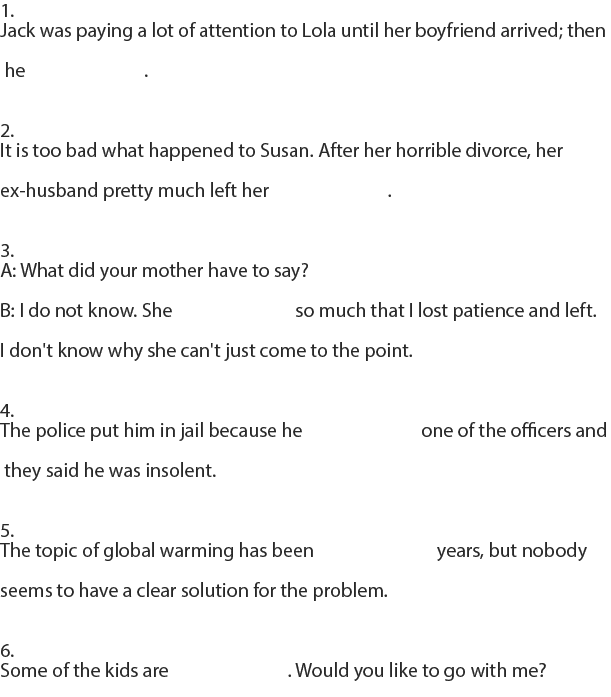 1.
Jack was paying a lot of attention to Lola until her boyfriend arrived; then
he .
2.
It is too bad what happened to Susan. After her horrible divorce, her
ex-husband pretty much left her .
3.
A: What did your mother have to say?
B: I do not know. She so much that I lost patience and left.
I don't know why she can't just come to the point.
4.
The police put him in jail because he one of the officers and
they said he was insolent.
5.
The topic of global warming has been years, but nobody
seems to have a clear solution for the problem.
6.
Some of the kids are . Would you like to go with me?